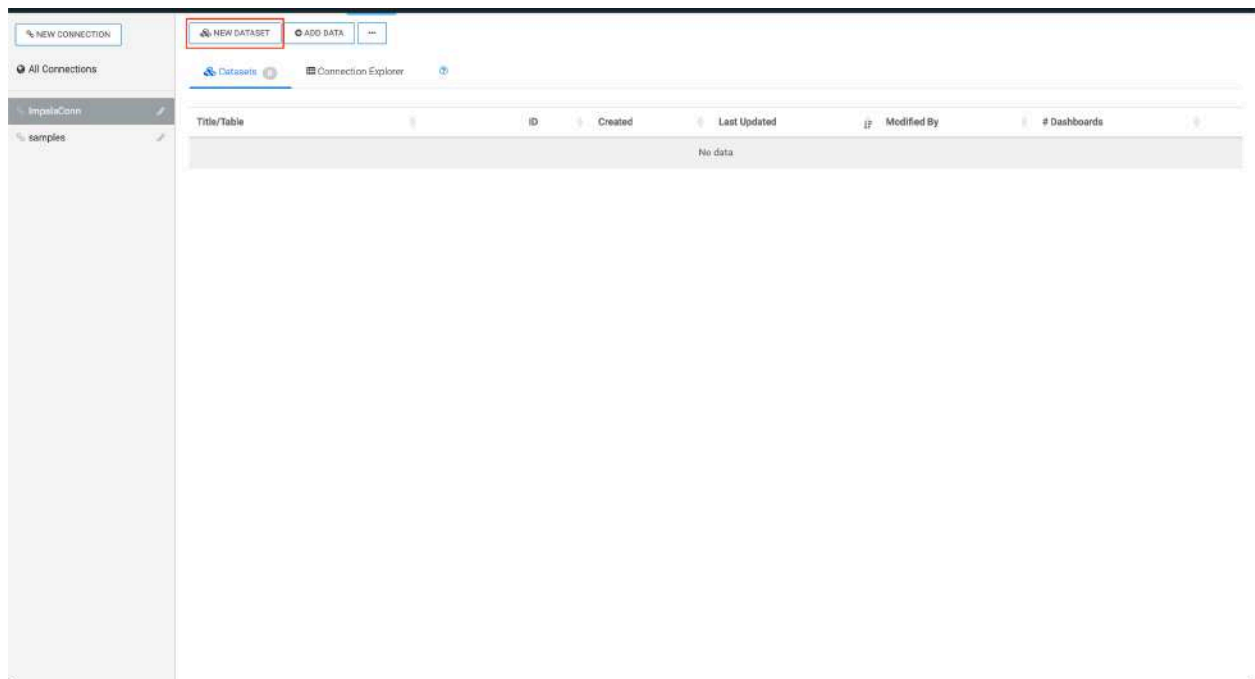 NEW CONNECTION
All Connections
ImpalaConn
samples
NEW DATASET ADD DATA ...
Datasets 0 Connection Explorer
Title/Table ID Created Last Updated Modified By # Dashboards
No data